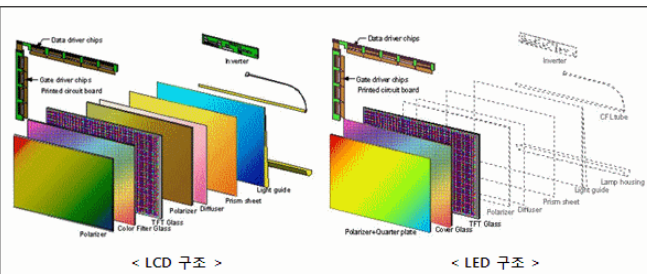 Data driver chips
Inverter
Gate driver chips
Printed circuit board
Light guide
Prism sheet
Diffuser
Polarizer
TFT Glass
Color Filter Glass
Polarizer
< LCD 구조 >
Data driver chips
Inverter
Gate driver chips
Printed circuit board
CFL tube
Lamp housing
Light guide
Prism sheet
Diffuser
Polarizer
TFT Glass
Cover Glass
Polarizer+Quarter plate
< LED 구조 >